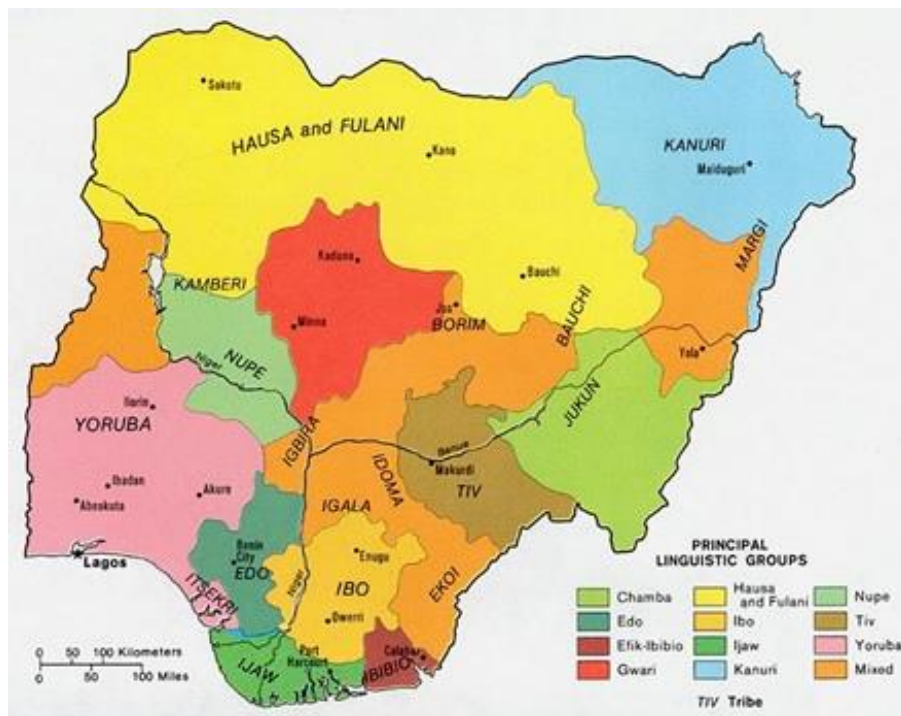 Sokoto
HAUSA and FULANI
Kano
KANURI
Maiduguri
MARGI
Kaduna
Bauchi
KAMBERI
Jos
BORIM
BAUCHI
Minna
Niger
NUPE
Yola
JUKUN
Ilorin
YORUBA
IGBIRA
Benue
Makurdi
IDOMA
TIV
Ibadan
Abeokuta
Akure
IGALA
Lagos
Benin
City
EDO
Enugu
Niger
IBO
EKOI
ITSEKRI
Owerri
Port
Harcourt
IJAW
Calabar
IBIBIO
0 50 100 Kilometers
0 50 100 Miles
PRINCIPAL
LINGUISTIC GROUPS
Chamba
Edo
Efik-Ibibio
Gwari
Hausa
and Fulani
Ibo
Ijaw
Kanuri
Nupe
Tiv
Yoruba
Mixed
TIV Tribe